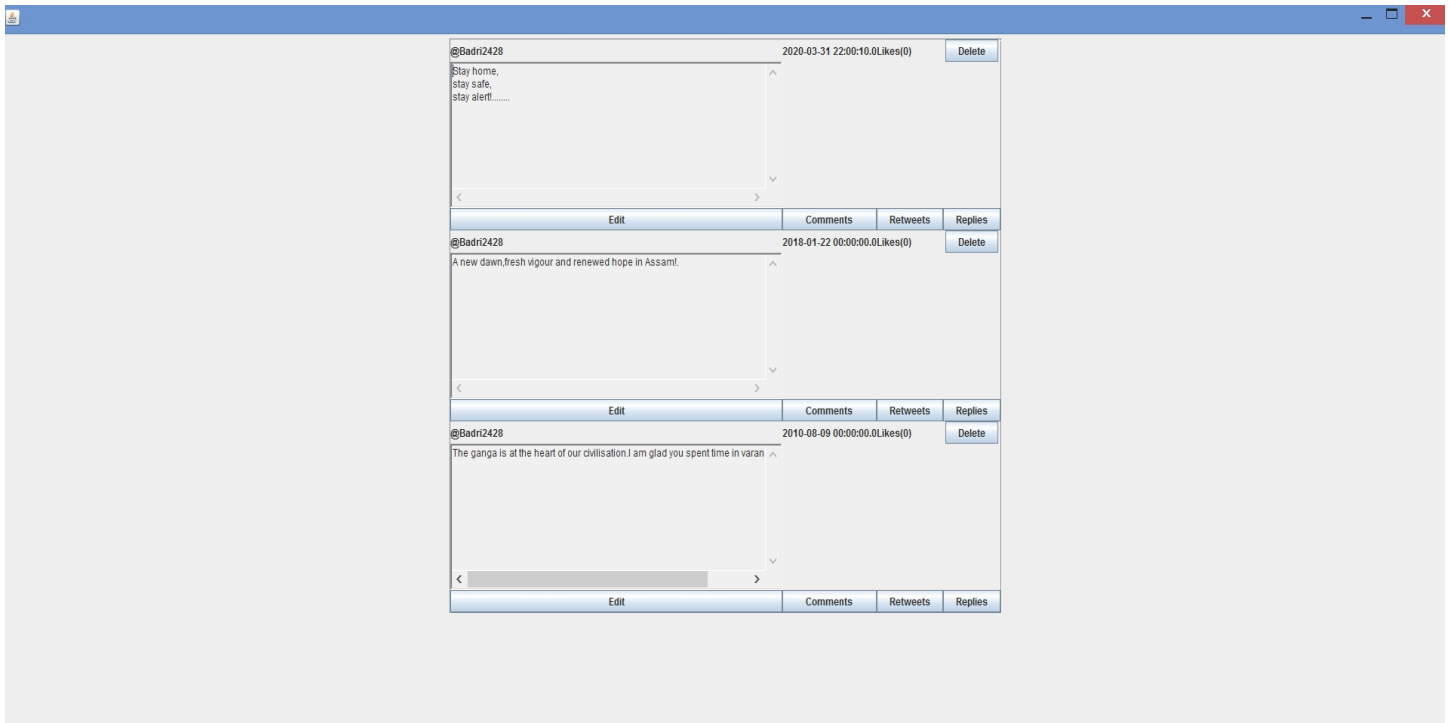 @Badri2428 2020-03-31 22:00:10.0Likes(0) Delete
Stay home,
stay safe,
stay alert!........
Edit Comments Retweets Replies
@Badri2428 2018-01-22 00:00:00.0Likes(0) Delete
A new dawn,fresh vigour and renewed hope in Assam!.
Edit Comments Retweets Replies
@Badri2428 2010-08-09 00:00:00.0Likes(0) Delete
The ganga is at the heart of our civilisation.I am glad you spent time in varan
Edit Comments Retweets Replies